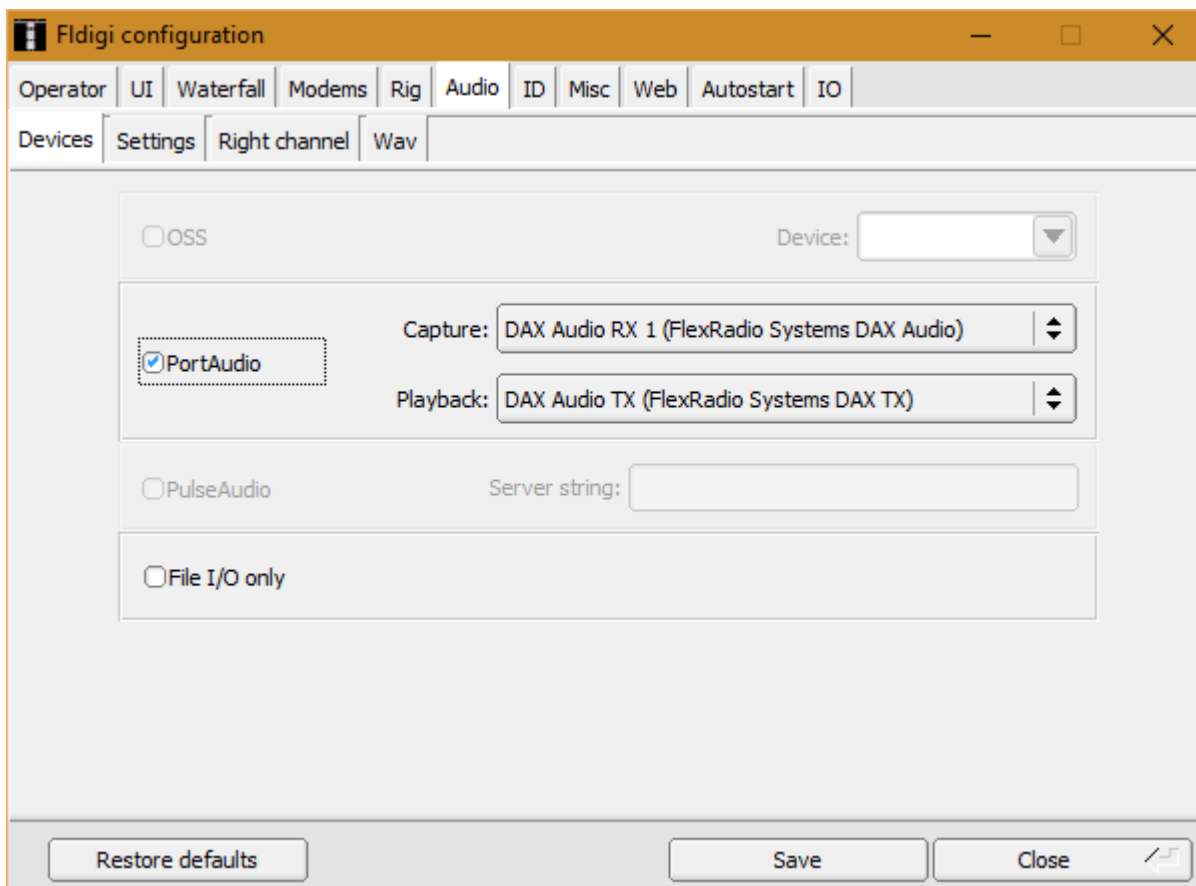 Fldigi configuration
Operator UI Waterfall Modems Rig Audio ID Misc Web Autostart IO
Devices Settings Right channel Wav
OSS Device:
Capture: DAX Audio RX 1 (FlexRadio Systems DAX Audio)
PortAudio
Playback: DAX Audio TX (FlexRadio Systems DAX TX)
PulseAudio Server string:
File I/O only
Restore defaults Save Close